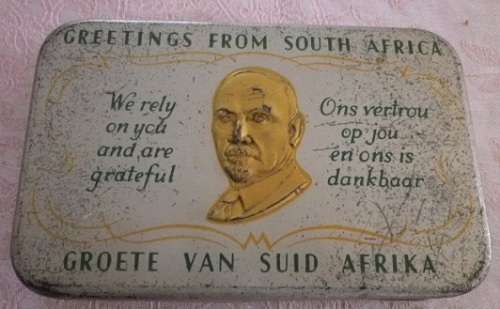 GREETINGS FROM SOUTH AFRICA
We rely
on you
and are
grateful
Ons vertrou
op jou
en ons is
dankbaar
GROETE VAN SUID AFRIKA